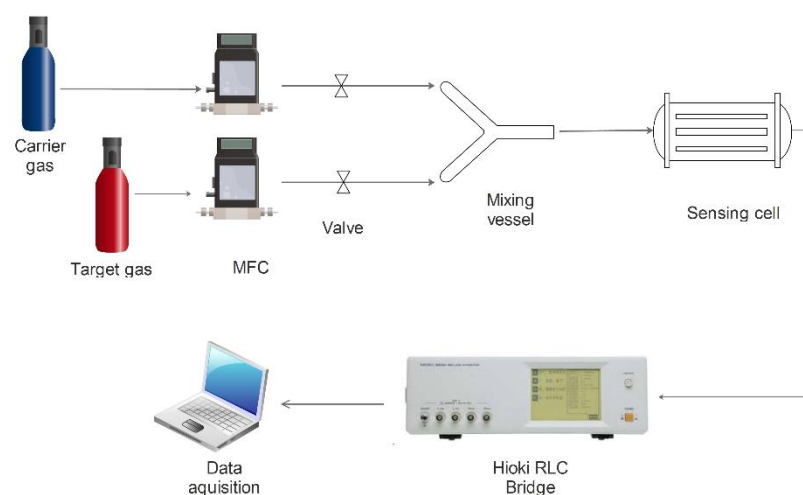 Carrier
gas
Target gas
MFC
Valve
Mixing
vessel
Sensing cell
Data
aquisition
Hioki RLC
Bridge